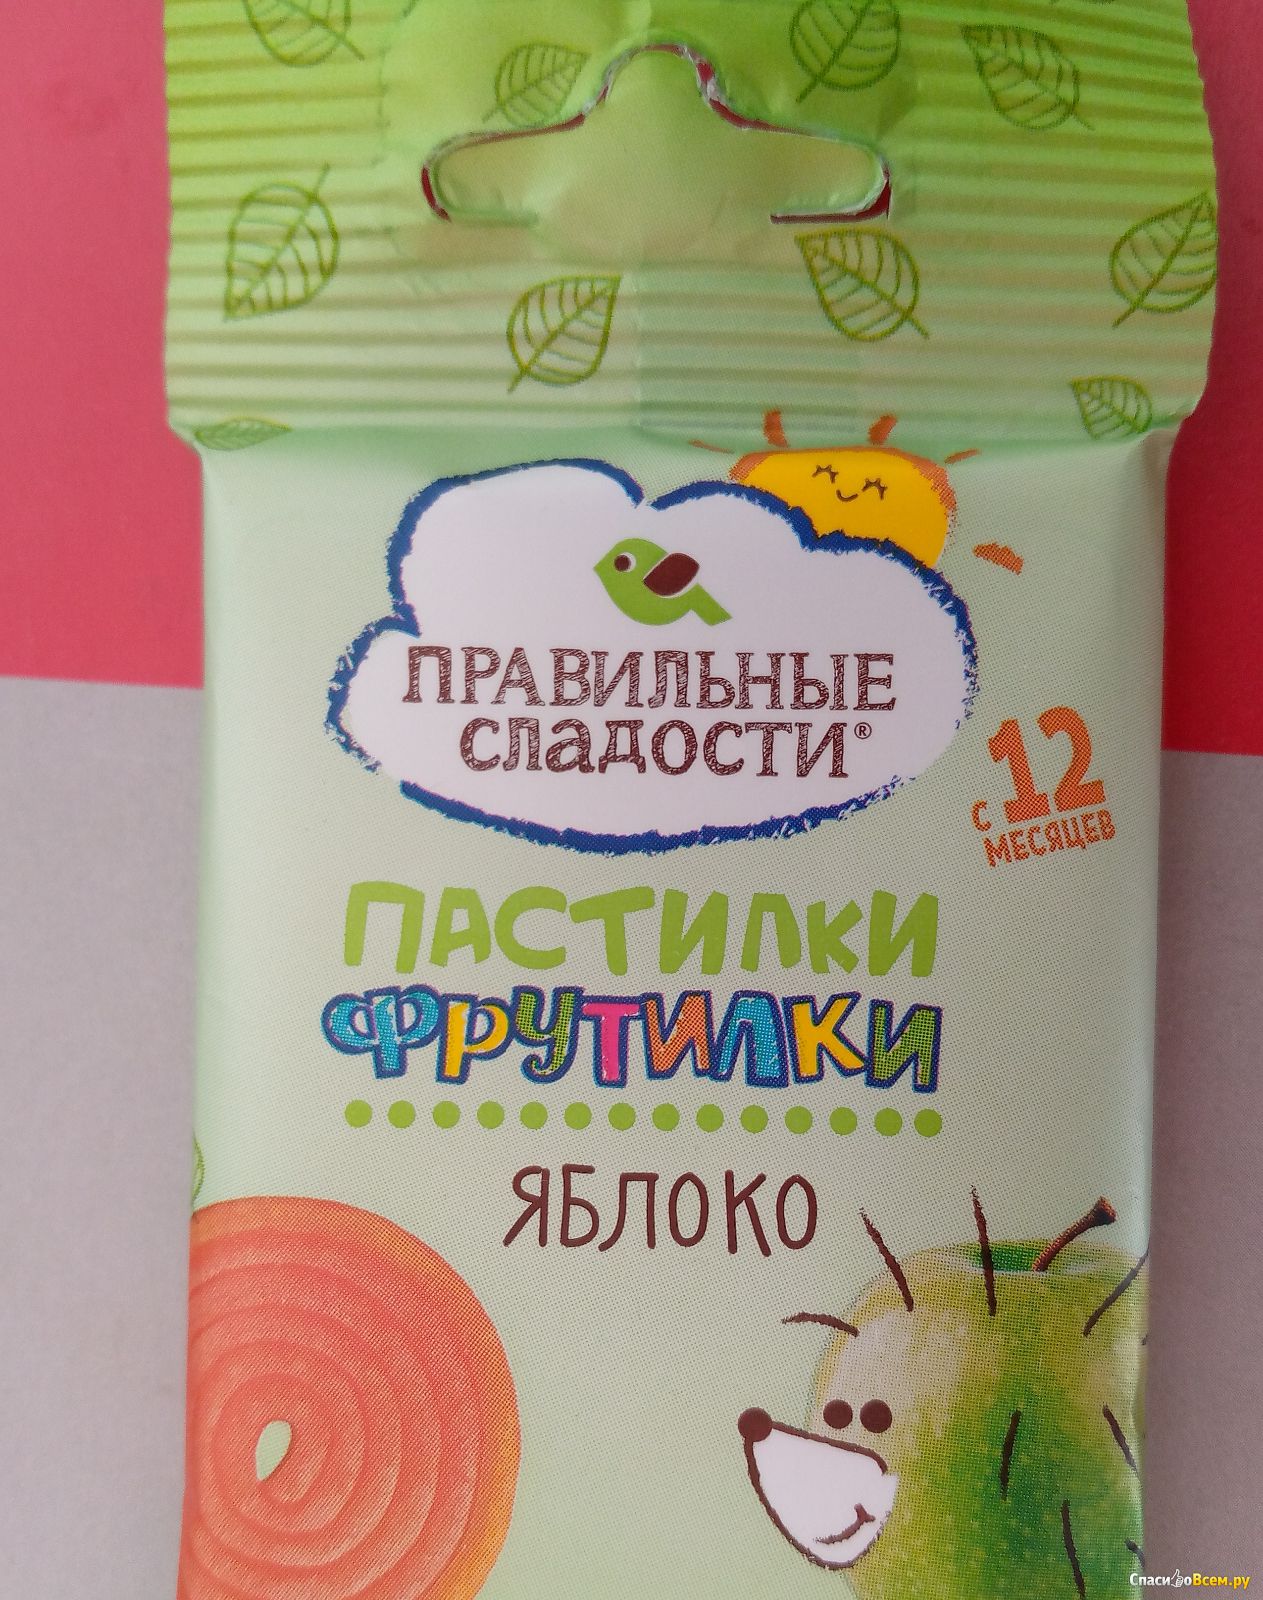 ПРАВИЛЬНЫЕ
СЛАДОСТИ®
С 12
МЕСЯЦЕВ
ПАСТИЛКИ
ФРУТИЛКИ
ЯБЛОКО
СпасибоВсем.ру